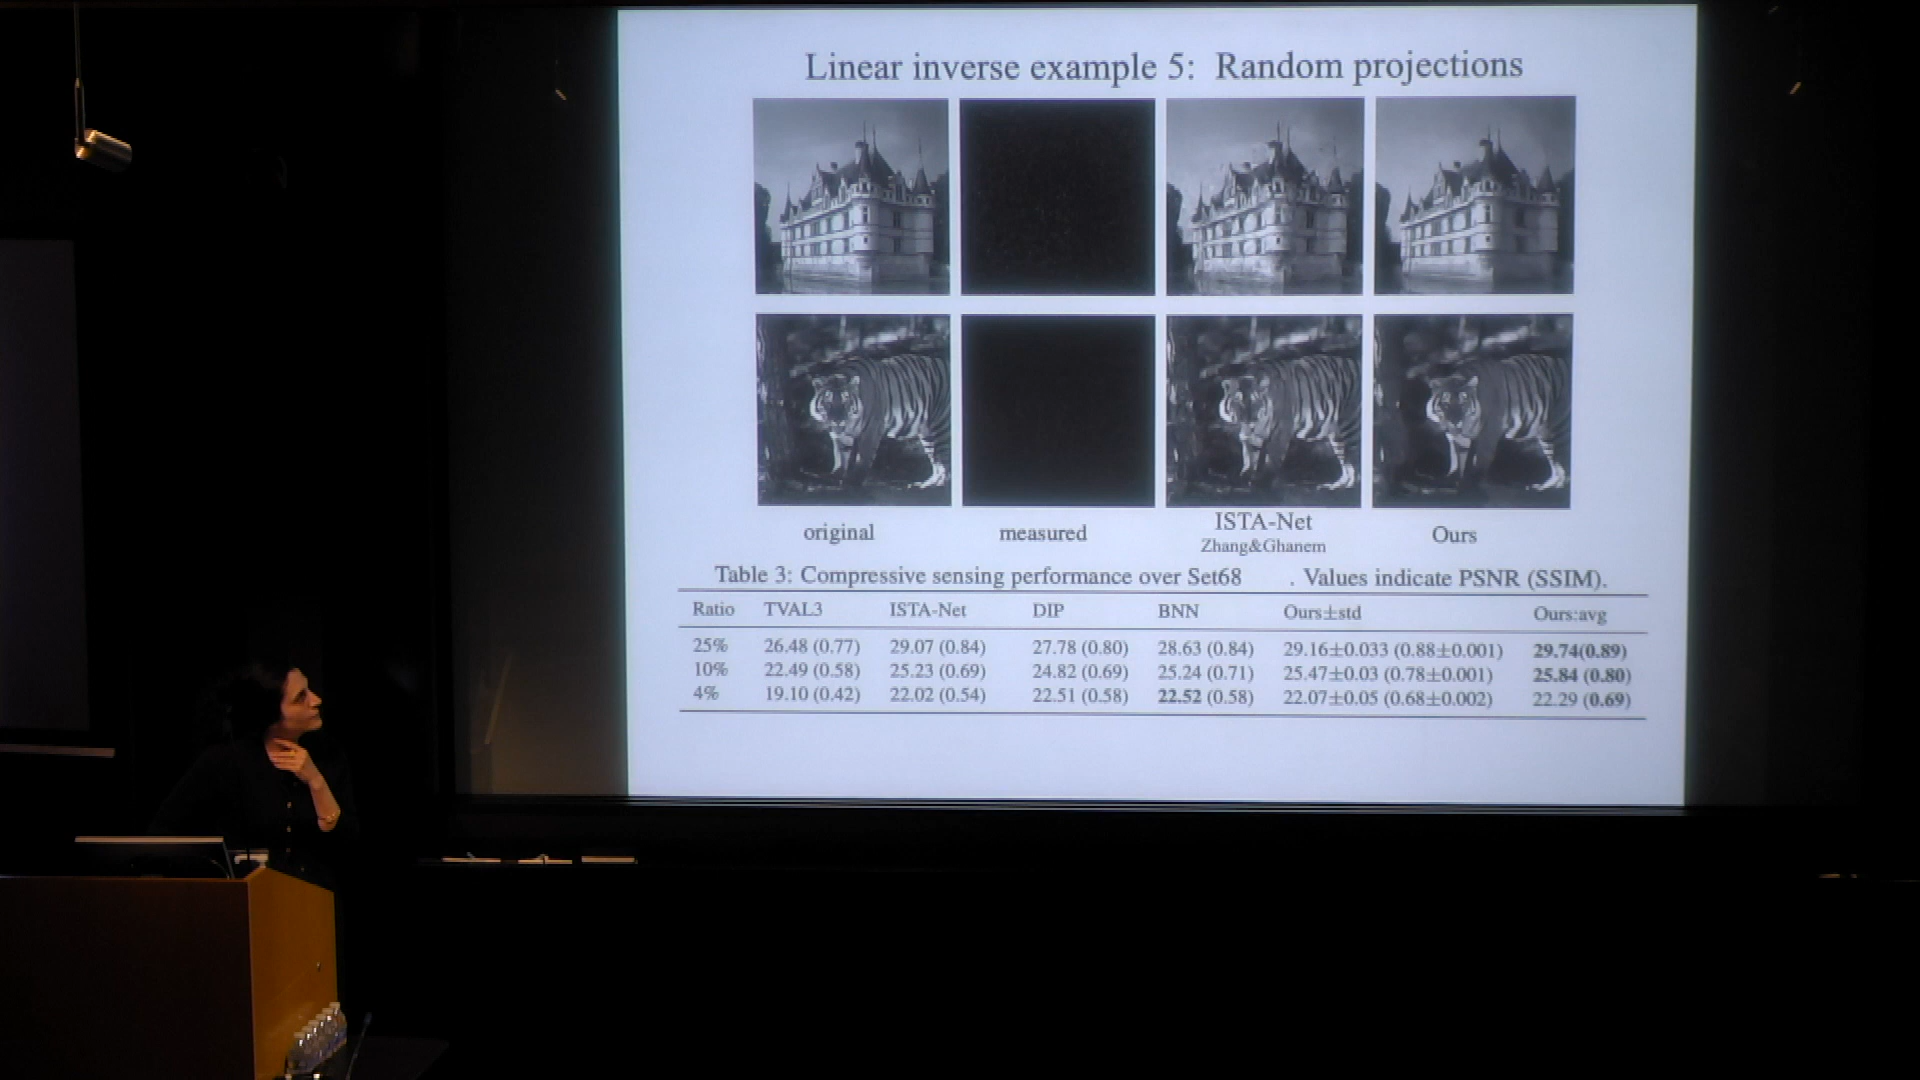 Linear inverse example 5: Random projections
original measured ISTA-Net Ours
Zhang&Ghanem
Table 3: Compressive sensing performance over Set68 . Values indicate PSNR (SSIM).
Ratio TVAL3 ISTA-Net DIP BNN Ours±std Ours:avg
25% 26.48 (0.77) 29.07 (0.84) 27.78 (0.80) 28.63 (0.84) 29.16±0.033 (0.88±0.001) 29.74(0.89)
10% 22.49 (0.58) 25.23 (0.69) 24.82 (0.69) 25.24 (0.71) 25.47±0.03 (0.78±0.001) 25.84 (0.80)
4% 19.10 (0.42) 22.02 (0.54) 22.51 (0.58) 22.52 (0.58) 22.07±0.05 (0.68±0.002) 22.29 (0.69)